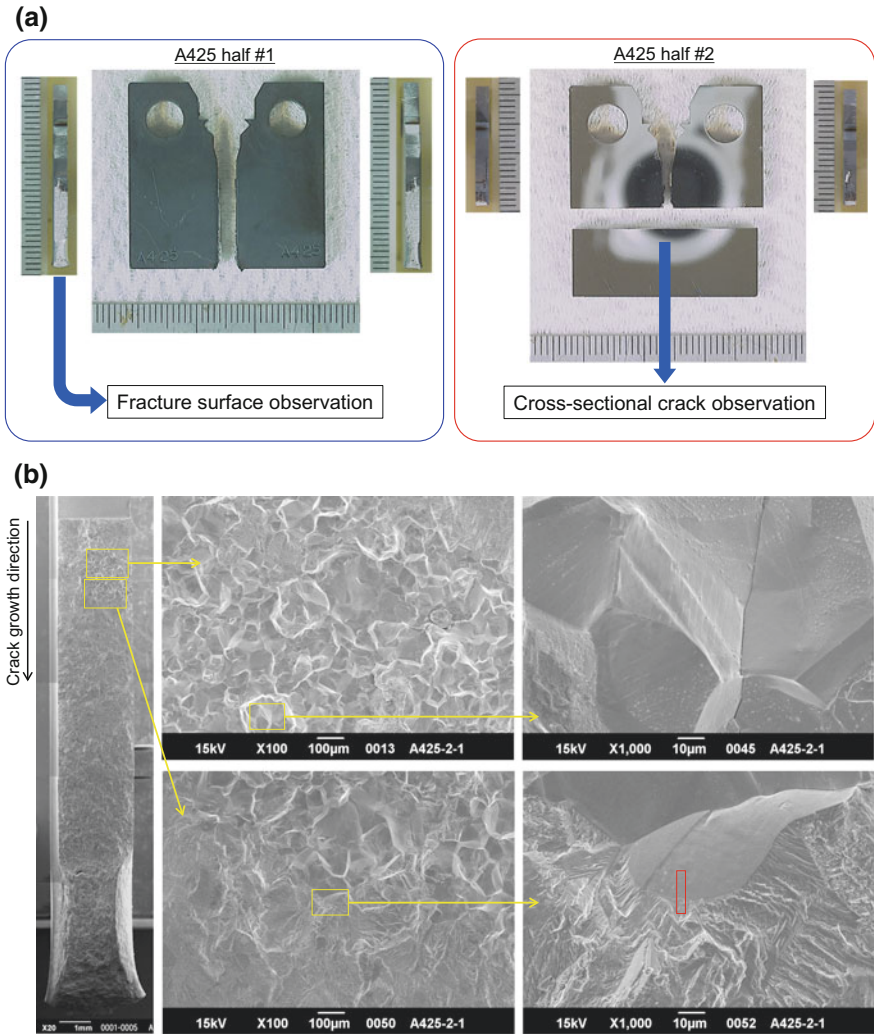 (a)
A425 half #1
A425 half #2
A425
A425
Fracture surface observation
Cross-sectional crack observation
(b)
Crack growth direction
15kV X100 100μm 0013 A425-2-1
15kV X1,000 10μm 0045 A425-2-1
X20 1mm 0001-0005 A
15kV X100 100μm 0050 A425-2-1
15kV X1,000 10μm 0052 A425-2-1